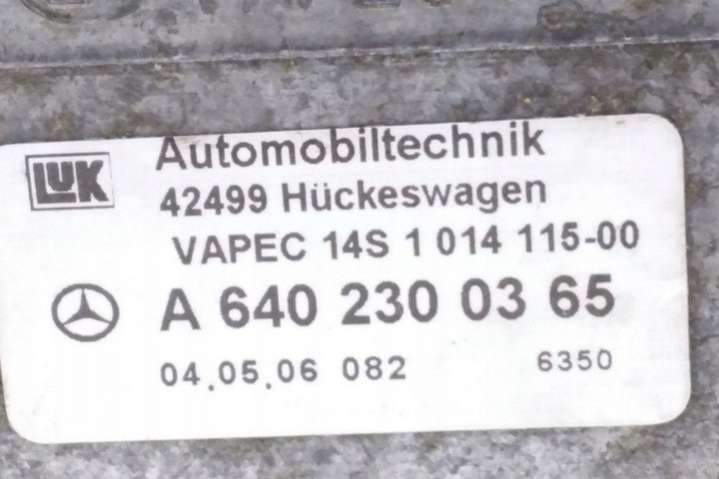 LUK
Automobiltechnik
42499 Hückeswagen
VAPEC 14S 1 014 115-00
A 640 230 03 65
04.05.06 082 6350